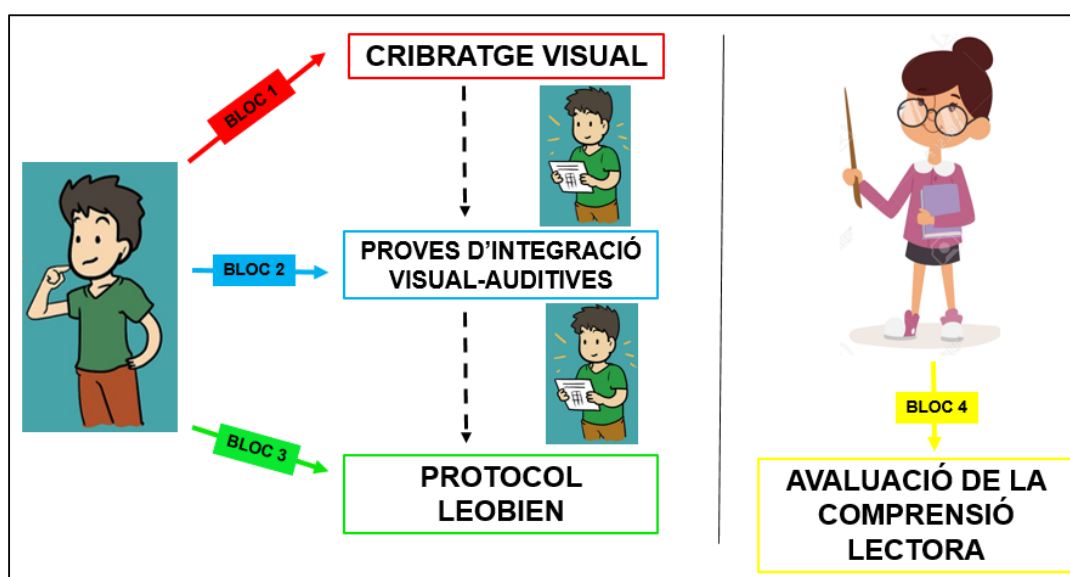 CRIBRATGE VISUAL
BLOC 1
PROVES D'INTEGRACIÓ
VISUAL-AUDITIVES
BLOC 2
BLOC 3
PROTOCOL
LEOBIEN
BLOC 4
AVALUACIÓ DE LA
COMPRENSIÓ
LECTORA